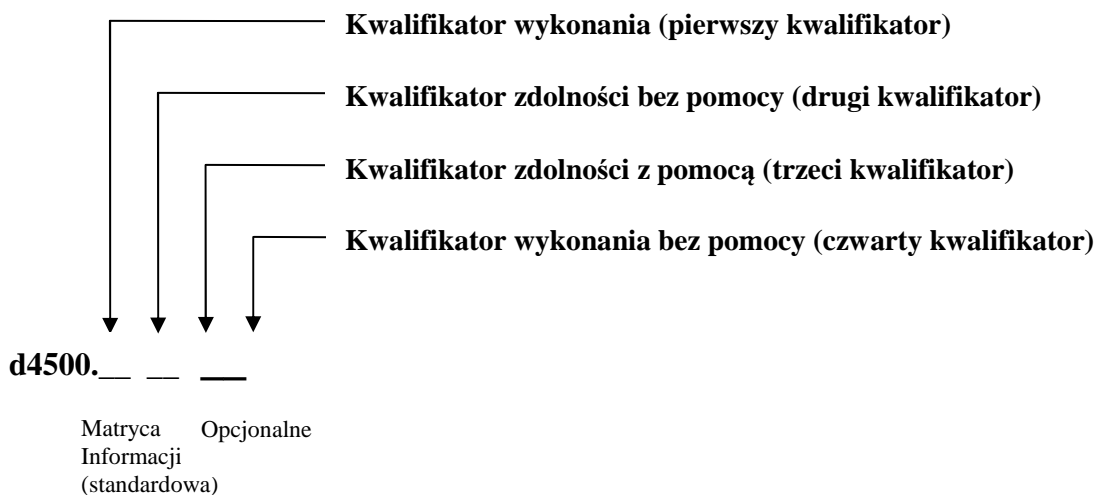 Kwalifikator wykonania (pierwszy kwalifikator)
Kwalifikator zdolności bez pomocy (drugi kwalifikator)
Kwalifikator zdolności z pomocą (trzeci kwalifikator)
Kwalifikator wykonania bez pomocy (czwarty kwalifikator)
d4500.__ __ ___
Matryca Opcjonalne
Informacji
(standardowa)